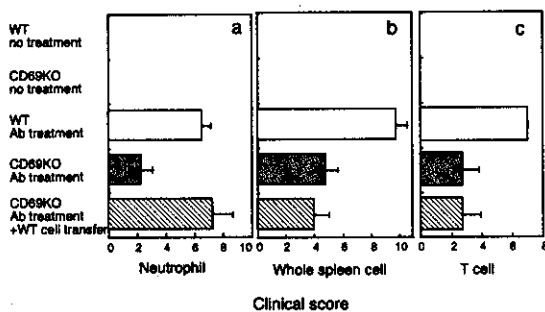 a b c
WT
no treatment
CD69KO
no treatment
WT
Ab treatment
CD69KO
Ab treatment
CD69KO
Ab treatment
+WT cell transfer
0 2 4 6 8 10 0 2 4 6 8 10 0 2 4 6 8
Neutrophil Whole spleen cell T cell
Clinical score